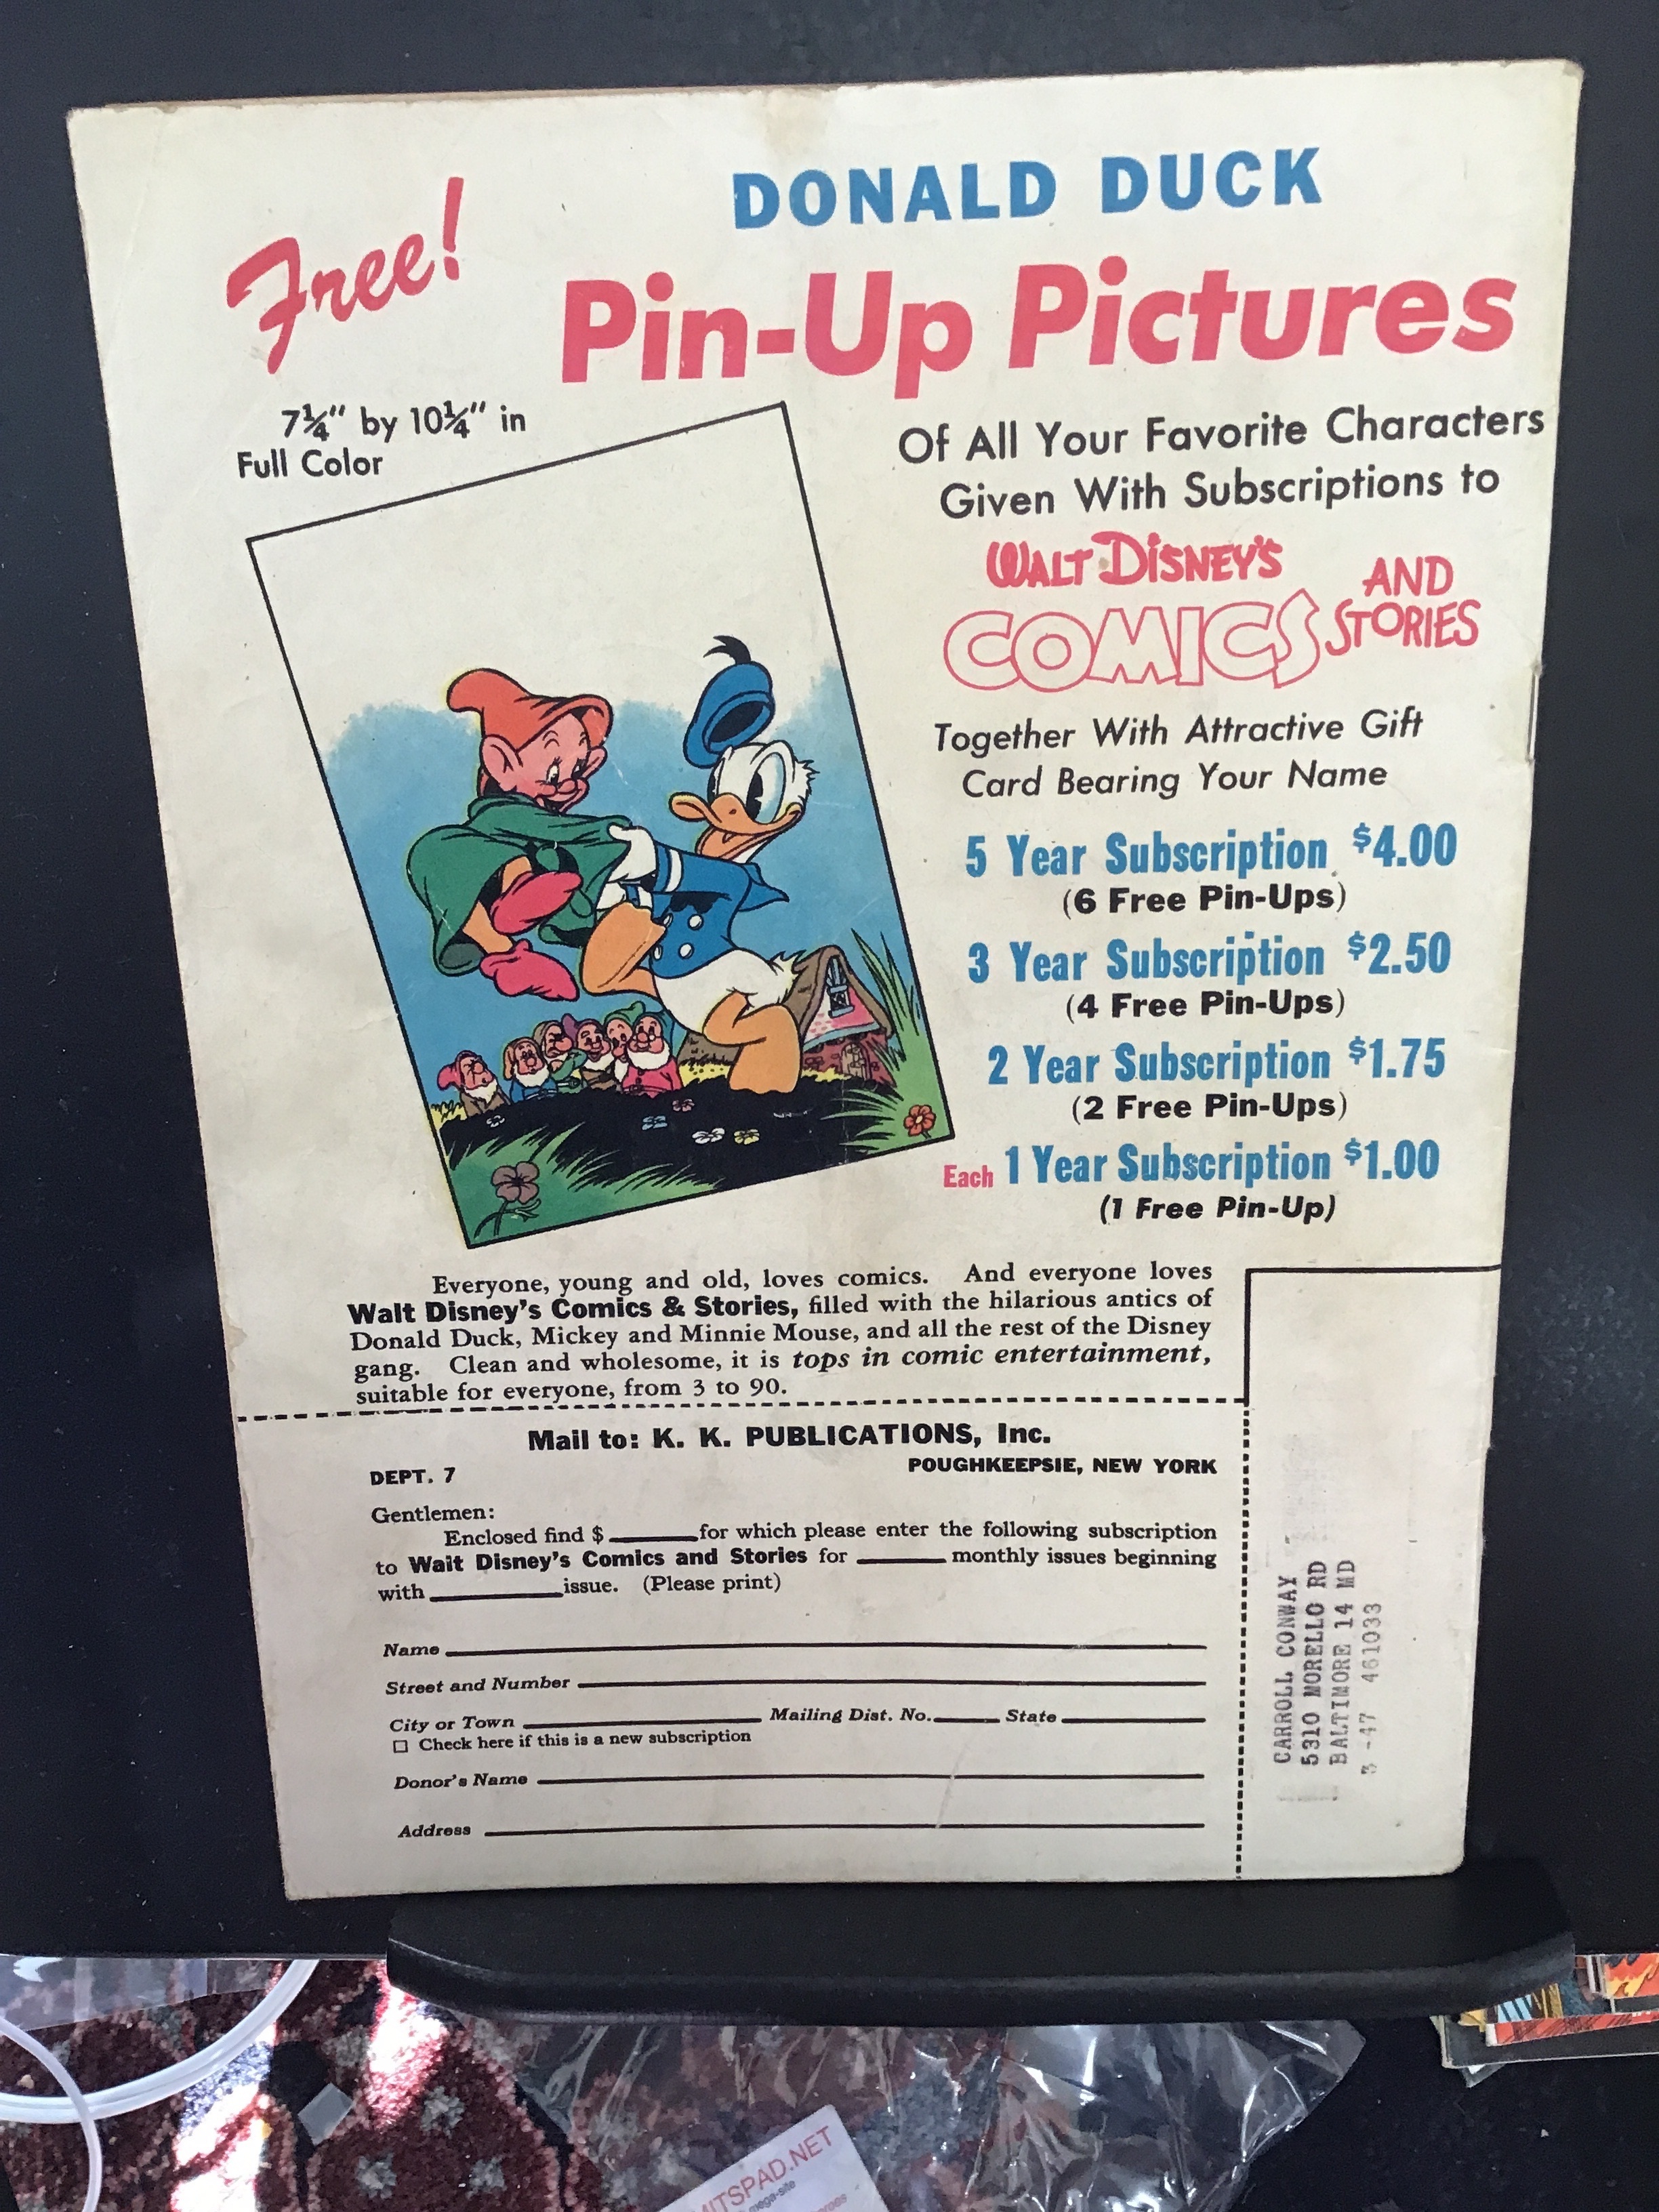 Free!
DONALD DUCK
Pin-Up Pictures
7¼" by 10¼" in
Full Color
Of All Your Favorite Characters
Given With Subscriptions to
WALT DISNEY'S
COMICS AND STORIES
Together With Attractive Gift
Card Bearing Your Name
5 Year Subscription $4.00
(6 Free Pin-Ups)
3 Year Subscription $2.50
(4 Free Pin-Ups)
2 Year Subscription $1.75
(2 Free Pin-Ups)
Each 1 Year Subscription $1.00
(1 Free Pin-Up)
Everyone, young and old, loves comics. And everyone loves
Walt Disney's Comics & Stories, filled with the hilarious antics of
Donald Duck, Mickey and Minnie Mouse, and all the rest of the Disney
gang. Clean and wholesome, it is tops in comic entertainment,
suitable for everyone, from 3 to 90.
Mail to: K. K. PUBLICATIONS, Inc.
DEPT. 7 POUGHKEEPSIE, NEW YORK
Gentlemen:
Enclosed find $ ______ for which please enter the following subscription
to Walt Disney's Comics and Stories for ______ monthly issues beginning
with ______ issue. (Please print)
Name
Street and Number
City or Town ______ Mailing Dist. No. ______ State ______
☐ Check here if this is a new subscription
Donor's Name
Address
CARROLL CONWAY
5310 MORELLO RD
BALTIMORE 14 MD
3 -47 461033
MITSPAD.NET
mega-site